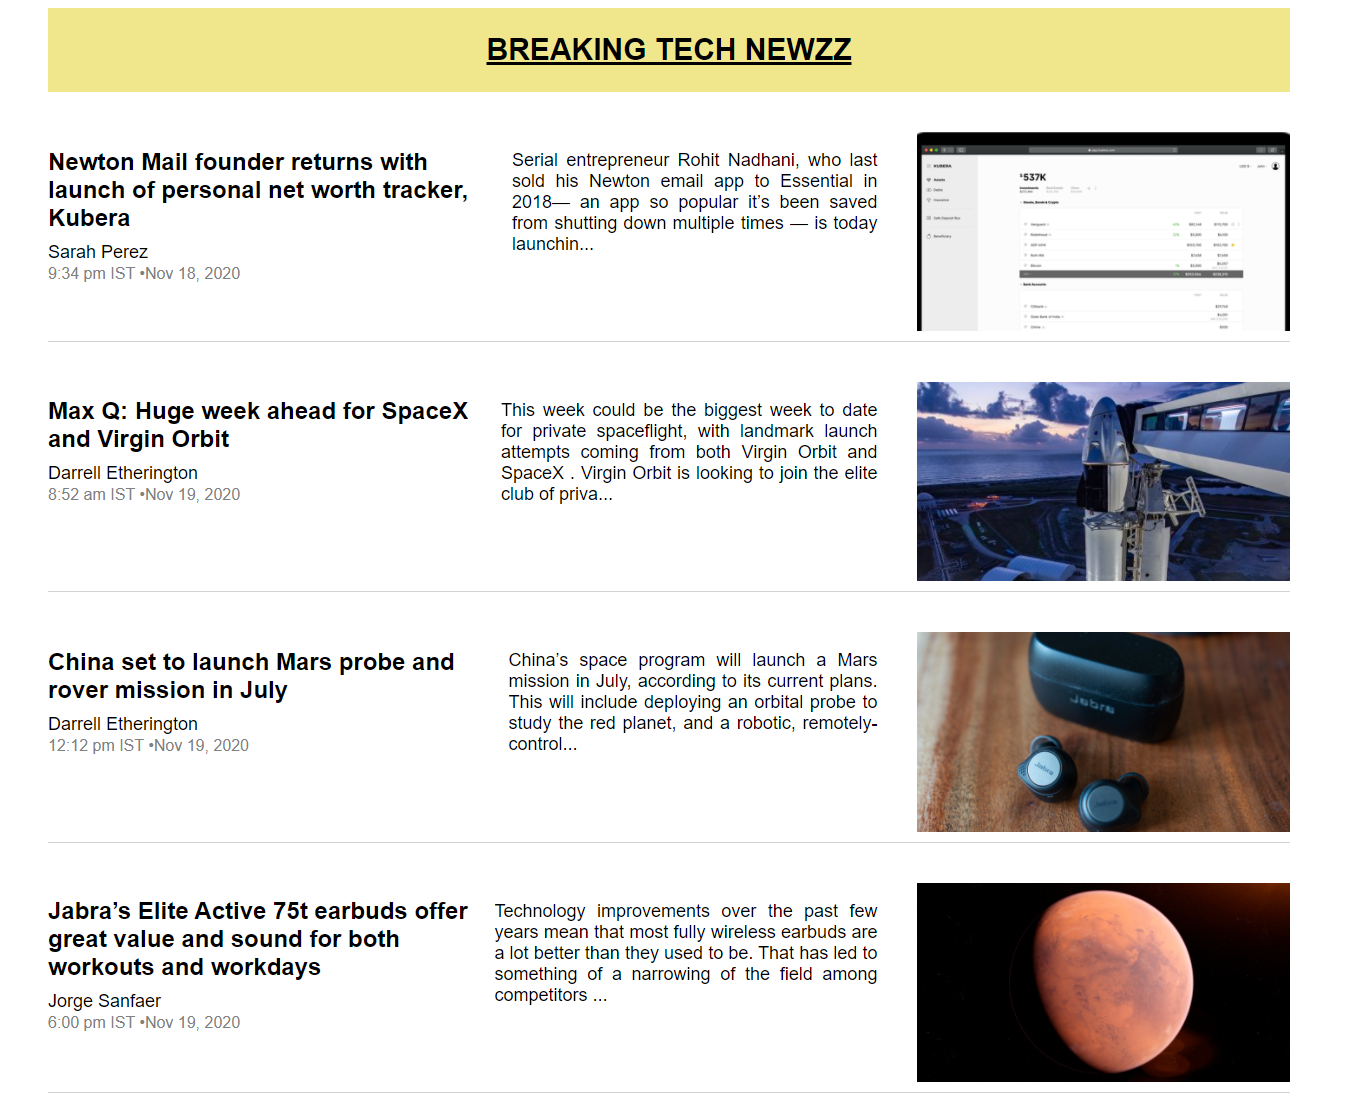 BREAKING TECH NEWZZ
Newton Mail founder returns with
launch of personal net worth tracker,
Kubera
Sarah Perez
9:34 pm IST •Nov 18, 2020
Serial entrepreneur Rohit Nadhani, who last
sold his Newton email app to Essential in
2018— an app so popular it’s been saved
from shutting down multiple times — is today
launchin...
KUBERA
$537K
Assets
Max Q: Huge week ahead for SpaceX
and Virgin Orbit
Darrell Etherington
8:52 am IST •Nov 19, 2020
This week could be the biggest week to date
for private spaceflight, with landmark launch
attempts coming from both Virgin Orbit and
SpaceX . Virgin Orbit is looking to join the elite
club of priva...
China set to launch Mars probe and
rover mission in July
Darrell Etherington
12:12 pm IST •Nov 19, 2020
China’s space program will launch a Mars
mission in July, according to its current plans.
This will include deploying an orbital probe to
study the red planet, and a robotic, remotely-
control...
Jabra
Jabra
Jabra
Jabra’s Elite Active 75t earbuds offer
great value and sound for both
workouts and workdays
Jorge Sanfaer
6:00 pm IST •Nov 19, 2020
Technology improvements over the past few
years mean that most fully wireless earbuds are
a lot better than they used to be. That has led to
something of a narrowing of the field among
competitors ...